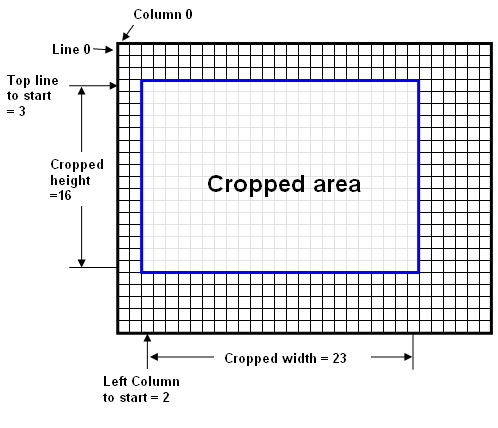 Column 0
Line 0
Top line
to start
= 3
Cropped
height
=16
Cropped area
Cropped width = 23
Left Column
to start = 2